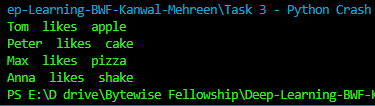 ep-Learning-BWF-Kanwal-Mehreen\Task 3 - Python Crash
Tom  likes  apple
Peter  likes  cake
Max  likes  pizza
Anna  likes  shake
PS E:\D drive\Bytewise Fellowship\Deep-Learning-BWF-K